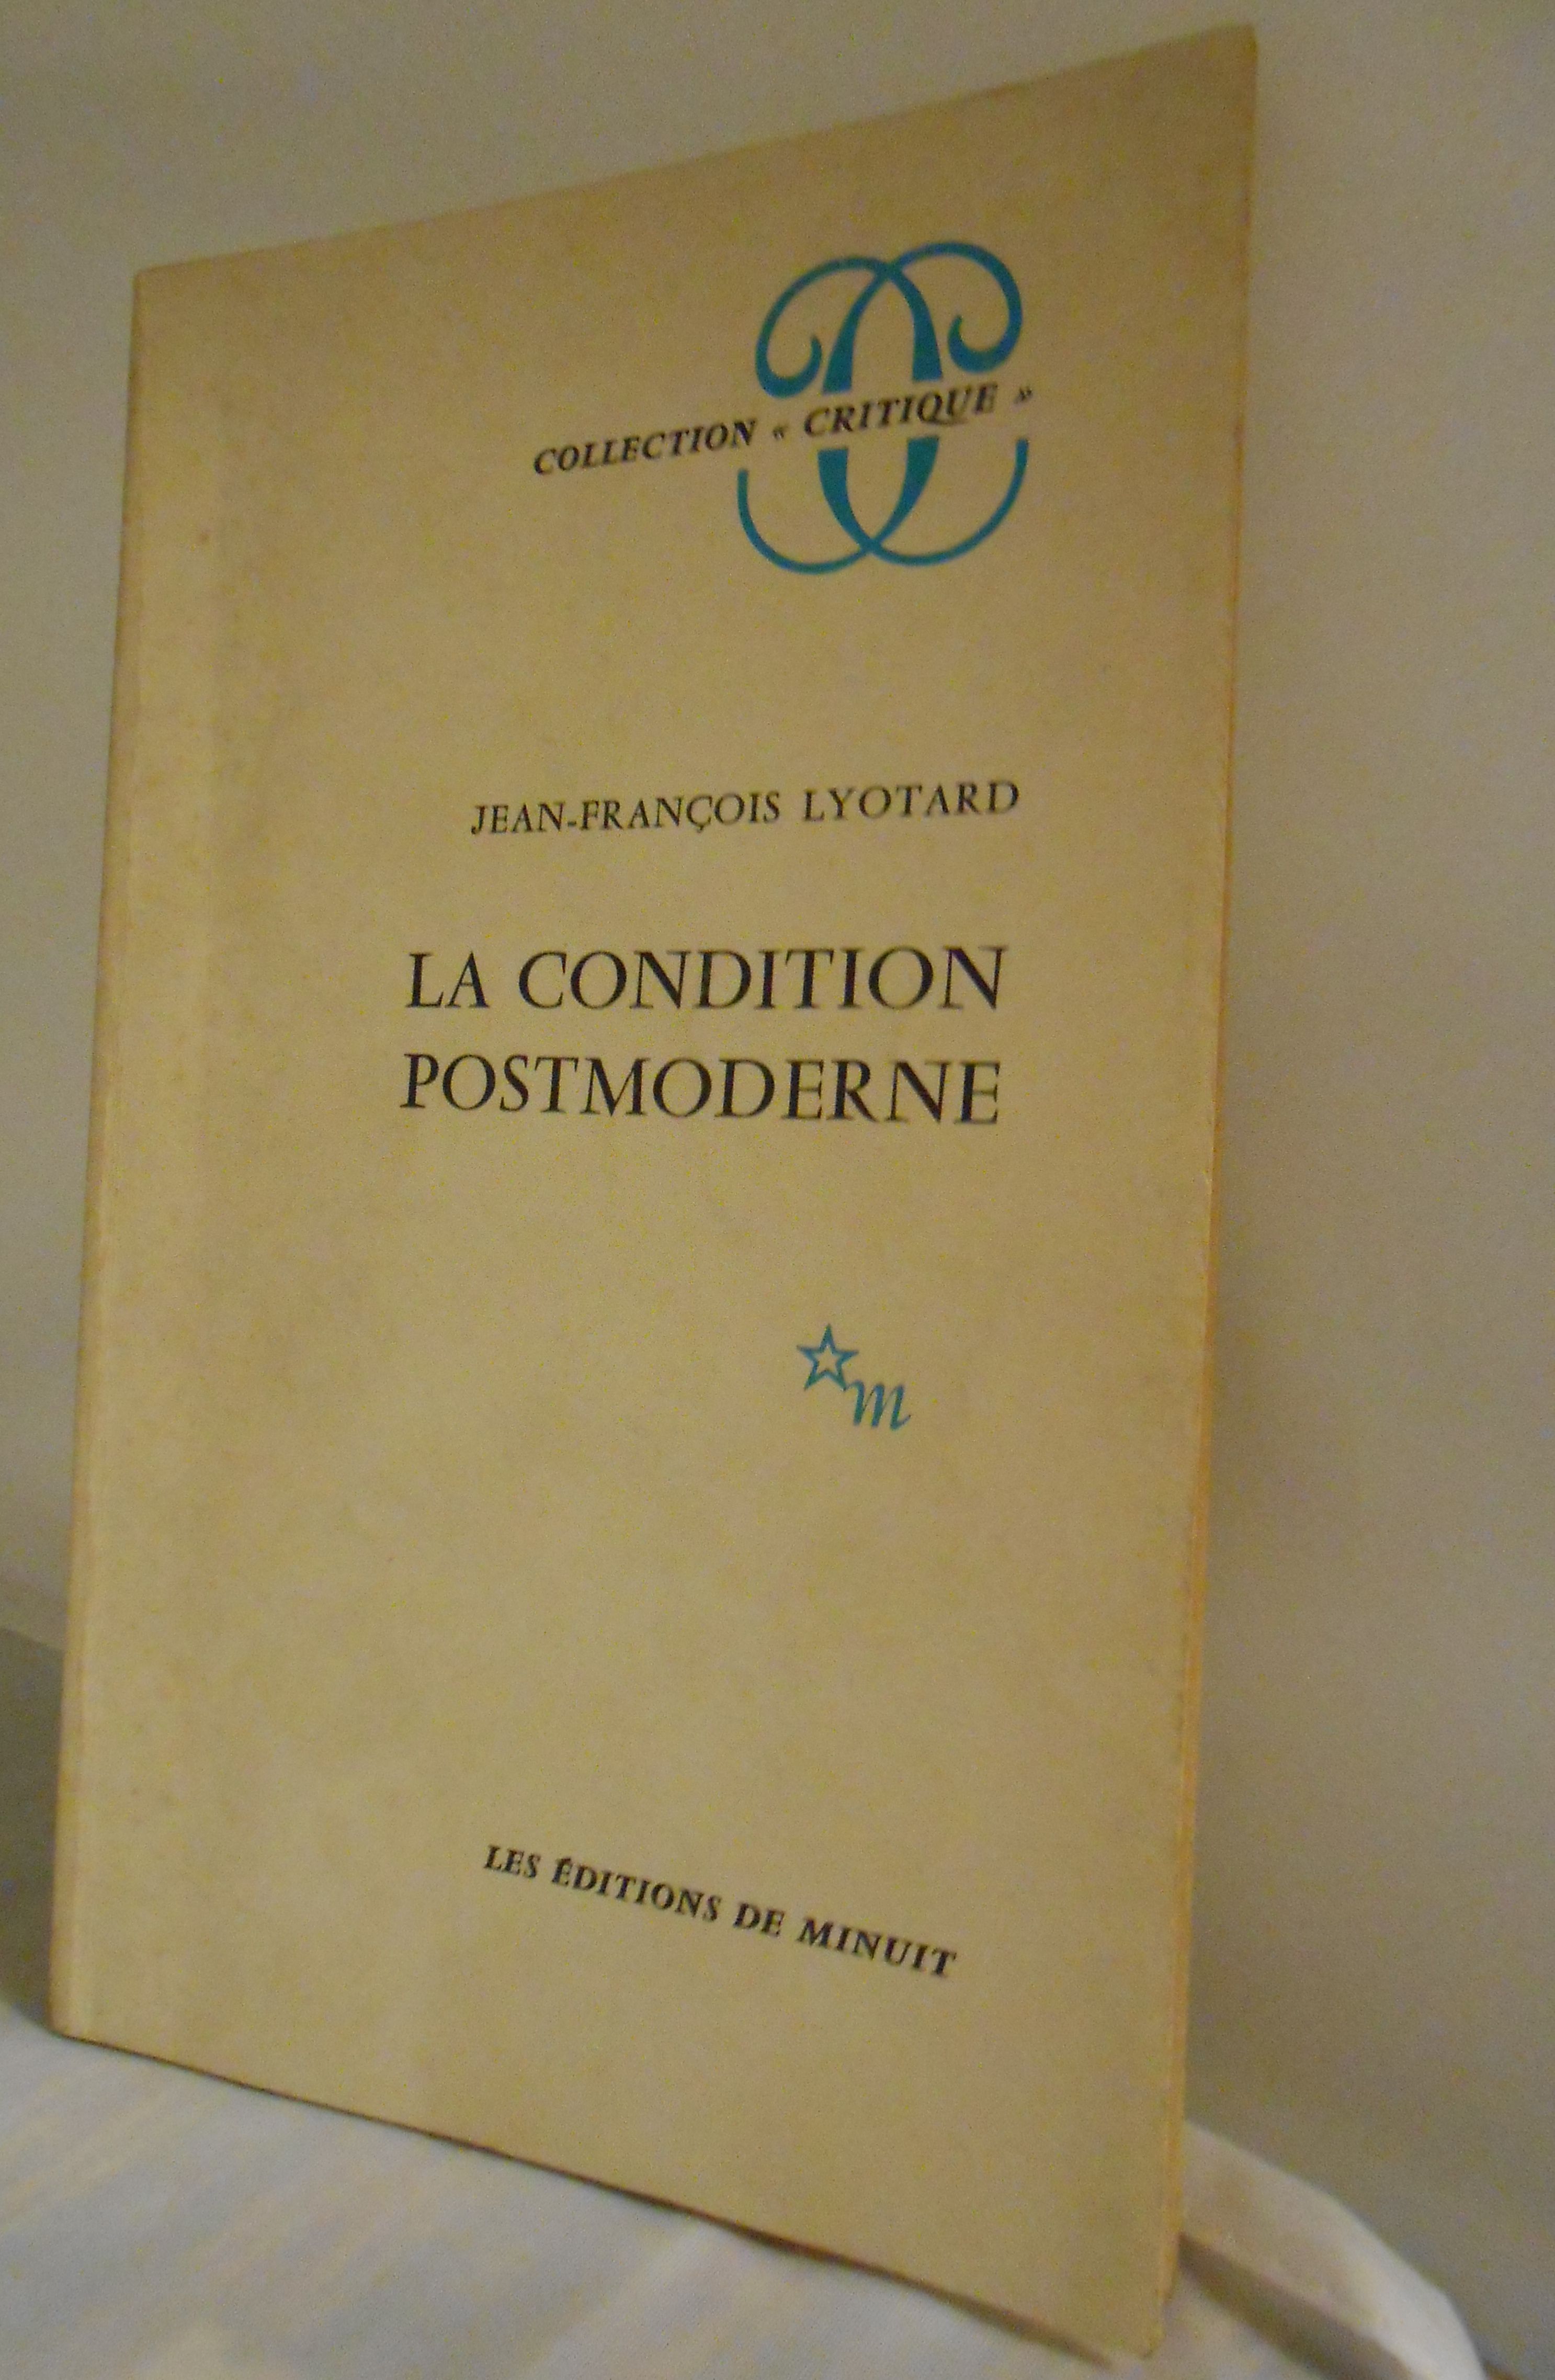 COLLECTION « CRITIQUE »
JEAN-FRANÇOIS LYOTARD
LA CONDITION
POSTMODERNE
m
LES ÉDITIONS DE MINUIT